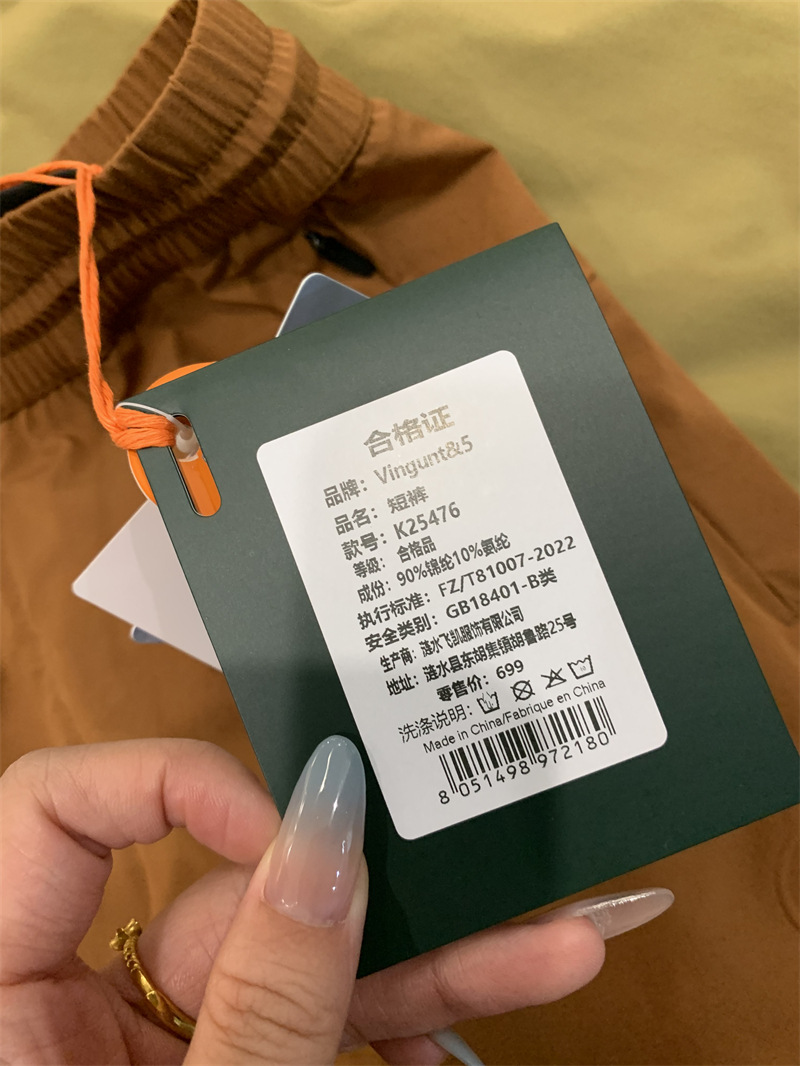 合格证
品牌：Vingunt&5
品名：短裤
款号：K25476
等级：合格品
成份：90%锦纶10%氨纶
执行标准：FZ/T81007-2022
安全类别：GB18401-B类
生产商：涟水飞凯服饰有限公司
地址：涟水县东胡集镇胡鲁路25号
零售价：699
洗涤说明：
Made in China/Fabrique en China
8 051498 972180